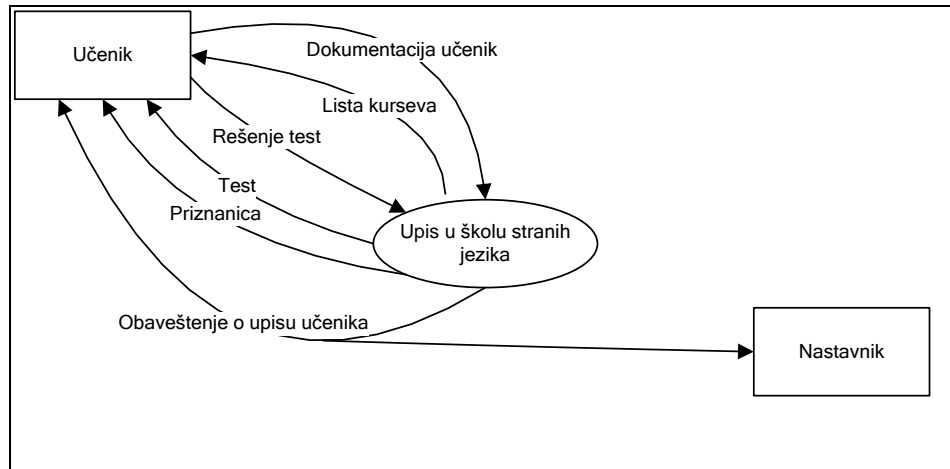 Učenik
Dokumentacija učenik
Lista kurseva
Rešenje test
Test
Priznanica
Upis u školu stranih
jezika
Obaveštenje o upisu učenika
Nastavnik